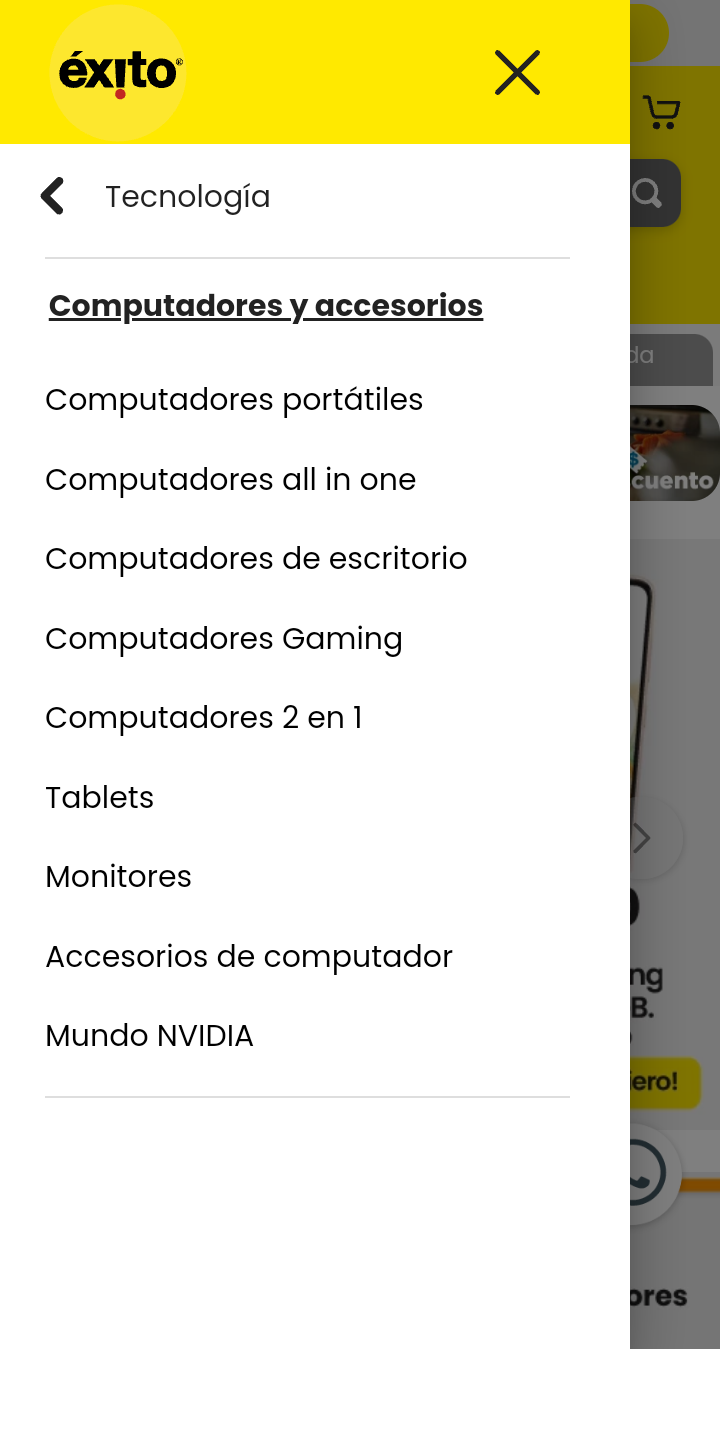 éxito®
Tecnología
Computadores y accesorios
Computadores portátiles
Computadores all in one
Computadores de escritorio
Computadores Gaming
Computadores 2 en 1
Tablets
Monitores
Accesorios de computador
Mundo NVIDIA
da
cuento
ng
B.
iero!
ores